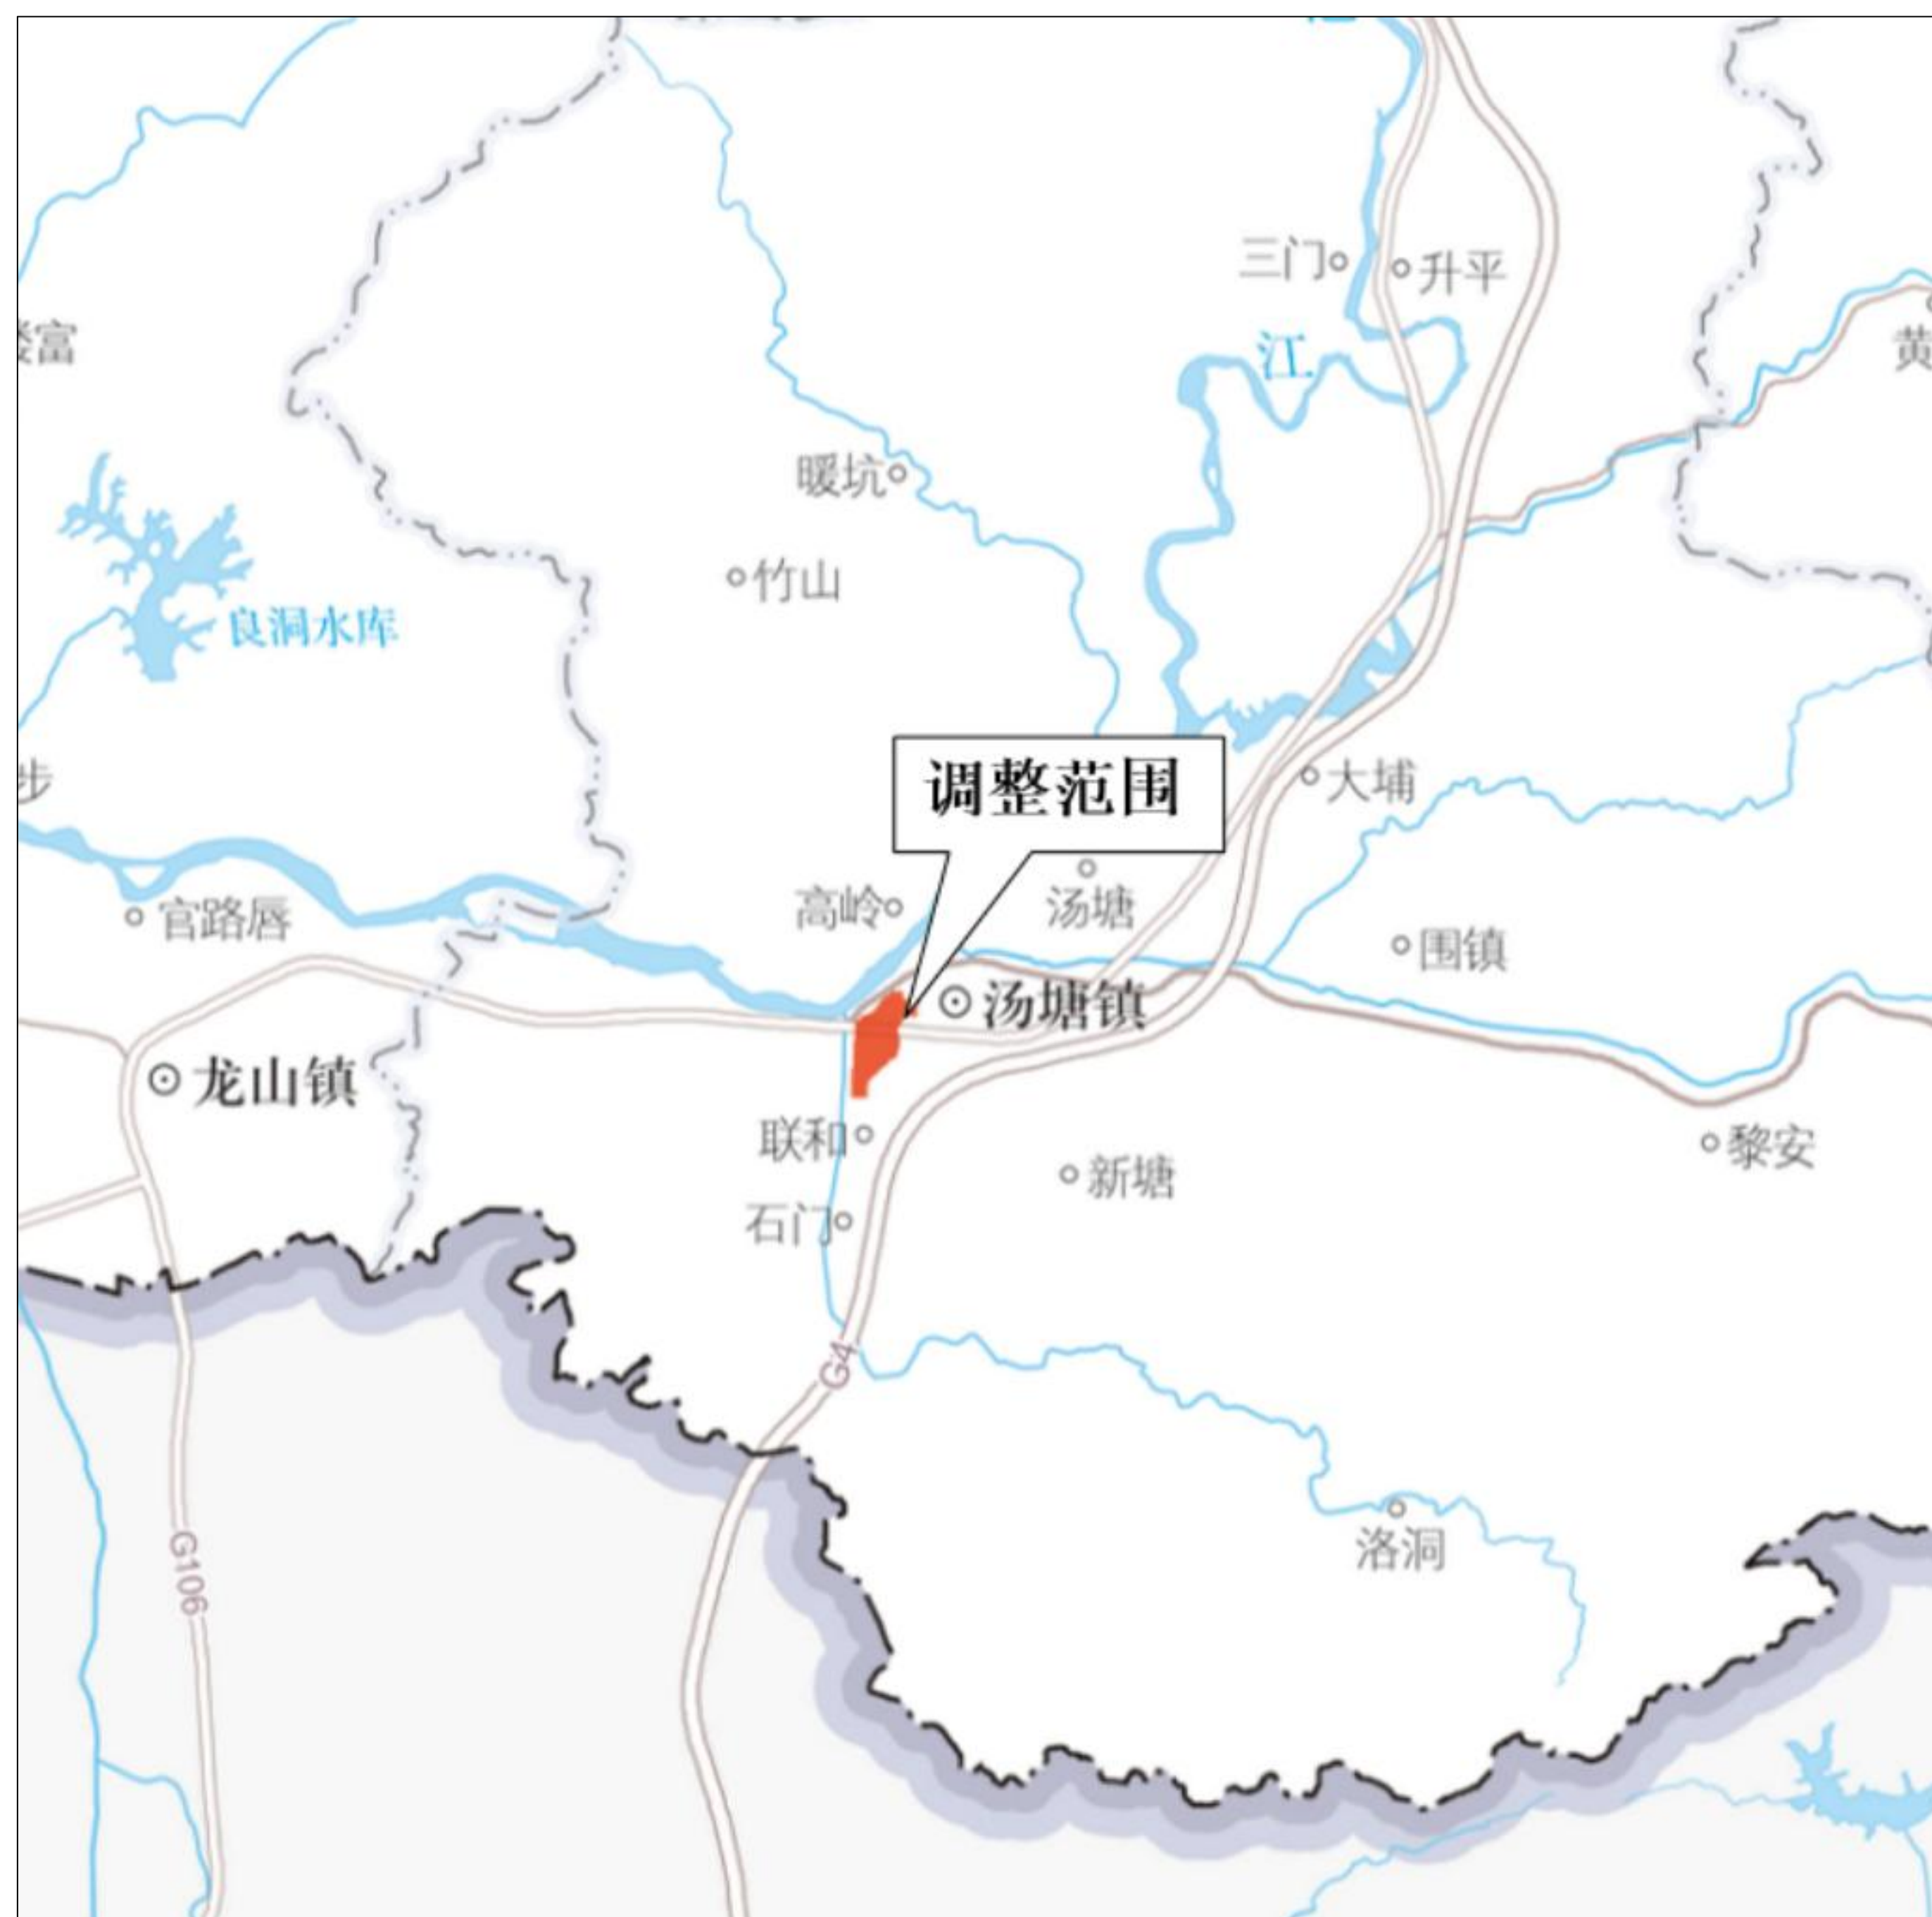 三门
升平
富
江
黄
暖坑
竹山
良洞水库
步
调整范围
大埔
高岭
汤塘
官路唇
围镇
汤塘镇
龙山镇
联和
黎安
新塘
石门
G4
洛洞
G106